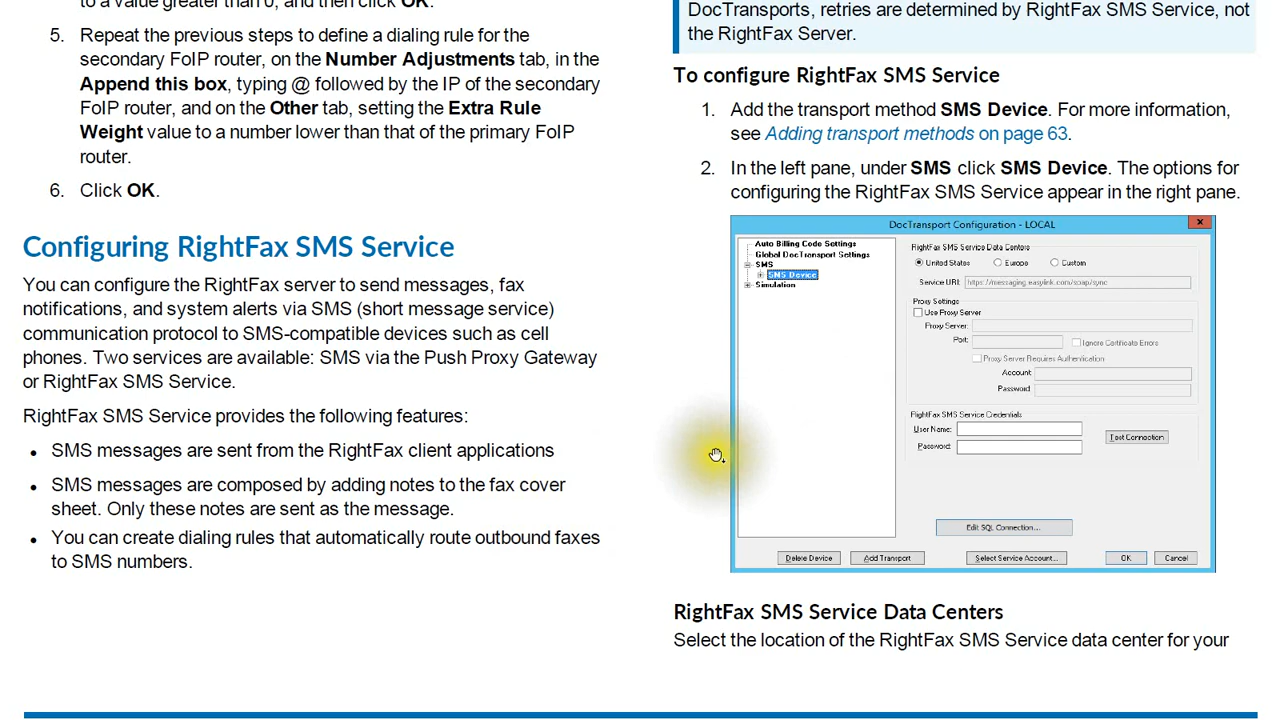 to a value greater than 0, and then click OK.
5. Repeat the previous steps to define a dialing rule for the
secondary FoIP router, on the Number Adjustments tab, in the
Append this box, typing @ followed by the IP of the secondary
FoIP router, and on the Other tab, setting the Extra Rule
Weight value to a number lower than that of the primary FoIP
router.
6. Click OK.
Configuring RightFax SMS Service
You can configure the RightFax server to send messages, fax
notifications, and system alerts via SMS (short message service)
communication protocol to SMS-compatible devices such as cell
phones. Two services are available: SMS via the Push Proxy Gateway
or RightFax SMS Service.
RightFax SMS Service provides the following features:
• SMS messages are sent from the RightFax client applications
• SMS messages are composed by adding notes to the fax cover
sheet. Only these notes are sent as the message.
• You can create dialing rules that automatically route outbound faxes
to SMS numbers.
DocTransports, retries are determined by RightFax SMS Service, not
the RightFax Server.
To configure RightFax SMS Service
1. Add the transport method SMS Device. For more information,
see Adding transport methods on page 63.
2. In the left pane, under SMS click SMS Device. The options for
configuring the RightFax SMS Service appear in the right pane.
DocTransport Configuration - LOCAL
Auto Billing Code Settings
Global DocTransport Settings
SMS
SMS Device
Simulation
RightFax SMS Service Data Centers
United States Europe Custom
Service URL: https://messaging.easylink.com/soap/sync
Proxy Settings
Use Proxy Server
Proxy Server:
Port: Ignore Certificate Errors
Proxy Server Requires Authentication
Account:
Password:
RightFax SMS Service Credentials
User Name:
Password:
Test Connection
Edit SQL Connection...
Delete Device Add Transport Select Service Account... OK Cancel
RightFax SMS Service Data Centers
Select the location of the RightFax SMS Service data center for your